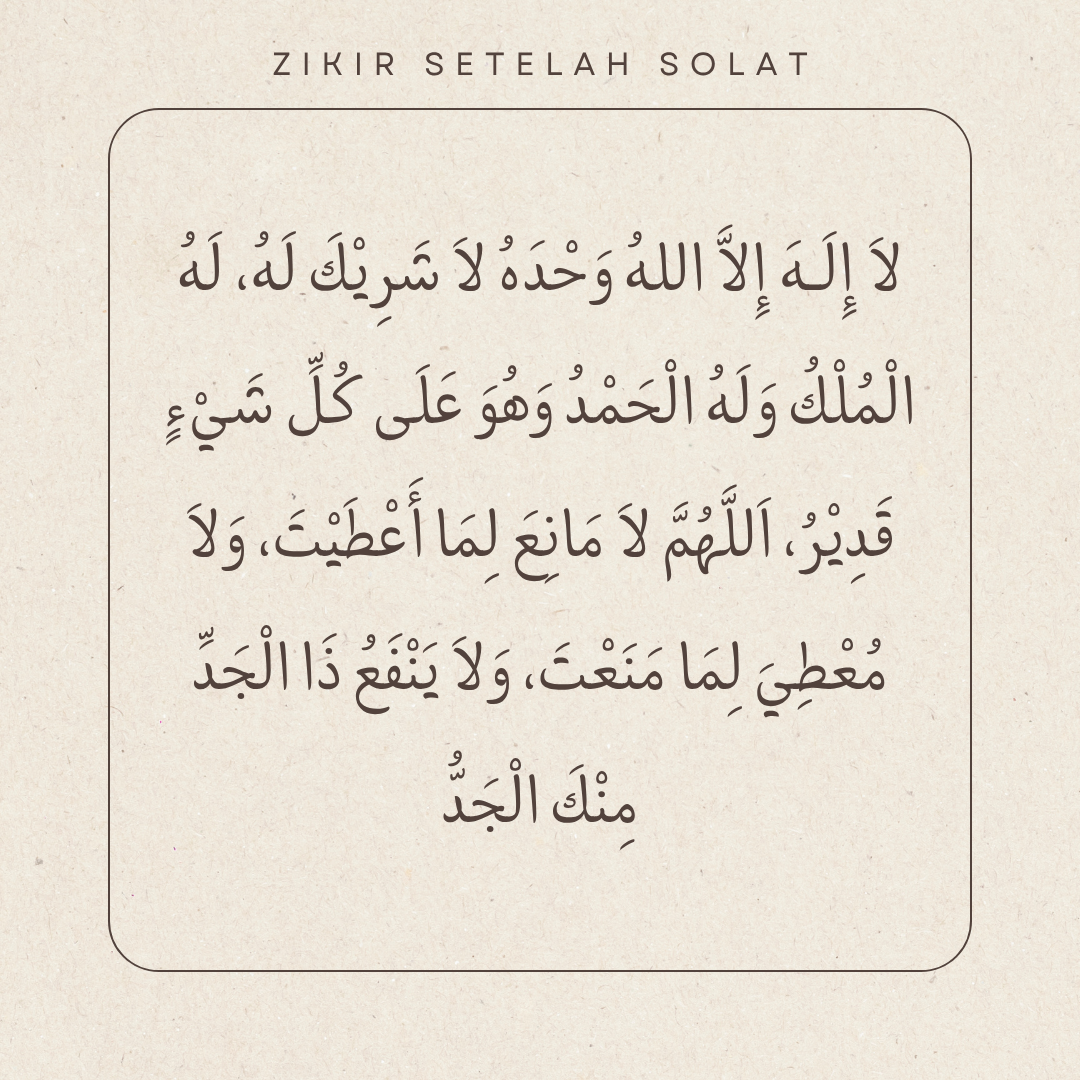 ZIKIR SETELAH SOLAT
لاَ إِلَـهَ إِلاَّ اللهُ وَحْدَهُ لاَ شَرِيْكَ لَهُ، لَهُ
الْمُلْكُ وَلَهُ الْحَمْدُ وَهُوَ عَلَى كُلِّ شَيْءٍ
قَدِيْرُ، اَللَّهُمَّ لاَ مَانِعَ لِمَا أَعْطَيْتَ، وَلاَ
مُعْطِيَ لِمَا مَنَعْتَ، وَلاَ يَنْفَعُ ذَا الْجَدِّ
مِنْكَ الْجَدُّ